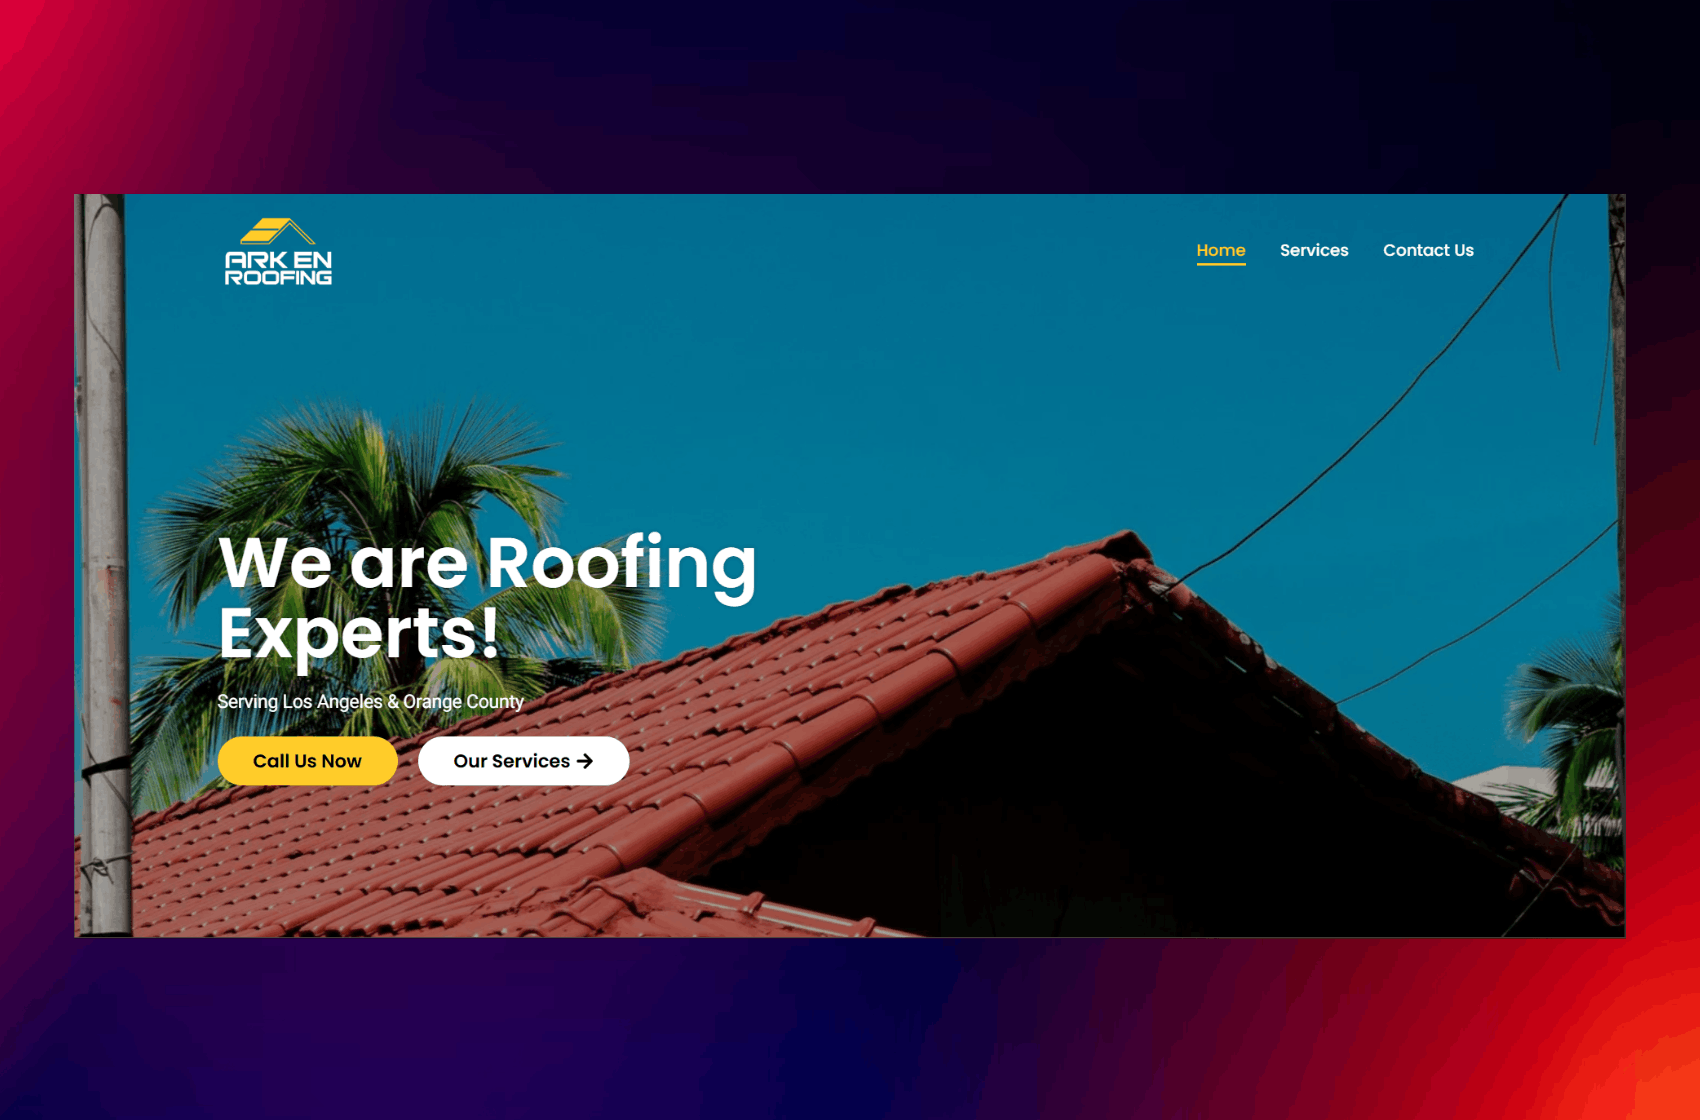 ARK EN
ROOFING
Home Services Contact Us
We are Roofing
Experts!
Serving Los Angeles & Orange County
Call Us Now Our Services →